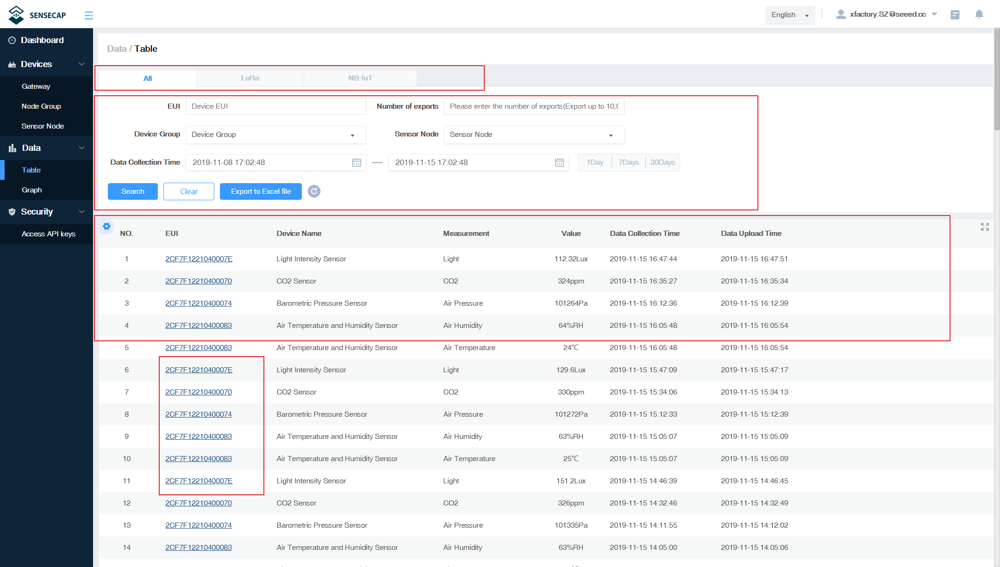 SENSECAP
English
xfactory.SZ@seeed.cc
Dashboard
Devices
Gateway
Node Group
Sensor Node
Data
Table
Graph
Security
Access API keys
Data / Table
All LoRa NB-IoT
EUI Device EUI Number of exports Please enter the number of exports(Export up to 10,
Device Group Device Group Sensor Node Sensor Node
Data Collection Time 2019-11-08 17:02:48 — 2019-11-15 17:02:48 1Day 7Days 30Days
Search Clear Export to Excel file
NO. EUI Device Name Measurement Value Data Collection Time Data Upload Time
1 2CF7F1221040007E Light Intensity Sensor Light 112.32Lux 2019-11-15 16:47:44 2019-11-15 16:47:51
2 2CF7F12210400070 CO2 Sensor CO2 324ppm 2019-11-15 16:35:27 2019-11-15 16:35:34
3 2CF7F12210400074 Barometric Pressure Sensor Air Pressure 101264Pa 2019-11-15 16:12:36 2019-11-15 16:12:39
4 2CF7F12210400083 Air Temperature and Humidity Sensor Air Humidity 64%RH 2019-11-15 16:05:48 2019-11-15 16:05:54
5 2CF7F12210400083 Air Temperature and Humidity Sensor Air Temperature 24℃ 2019-11-15 16:05:48 2019-11-15 16:05:54
6 2CF7F1221040007E Light Intensity Sensor Light 129.6Lux 2019-11-15 15:47:09 2019-11-15 15:47:17
7 2CF7F12210400070 CO2 Sensor CO2 330ppm 2019-11-15 15:34:06 2019-11-15 15:34:13
8 2CF7F12210400074 Barometric Pressure Sensor Air Pressure 101272Pa 2019-11-15 15:12:33 2019-11-15 15:12:39
9 2CF7F12210400083 Air Temperature and Humidity Sensor Air Humidity 63%RH 2019-11-15 15:05:07 2019-11-15 15:05:09
10 2CF7F12210400083 Air Temperature and Humidity Sensor Air Temperature 25℃ 2019-11-15 15:05:07 2019-11-15 15:05:09
11 2CF7F1221040007E Light Intensity Sensor Light 151.2Lux 2019-11-15 14:46:39 2019-11-15 14:46:45
12 2CF7F12210400070 CO2 Sensor CO2 326ppm 2019-11-15 14:32:46 2019-11-15 14:32:49
13 2CF7F12210400074 Barometric Pressure Sensor Air Pressure 101335Pa 2019-11-15 14:11:55 2019-11-15 14:12:02
14 2CF7F12210400083 Air Temperature and Humidity Sensor Air Humidity 63%RH 2019-11-15 14:05:00 2019-11-15 14:05:06